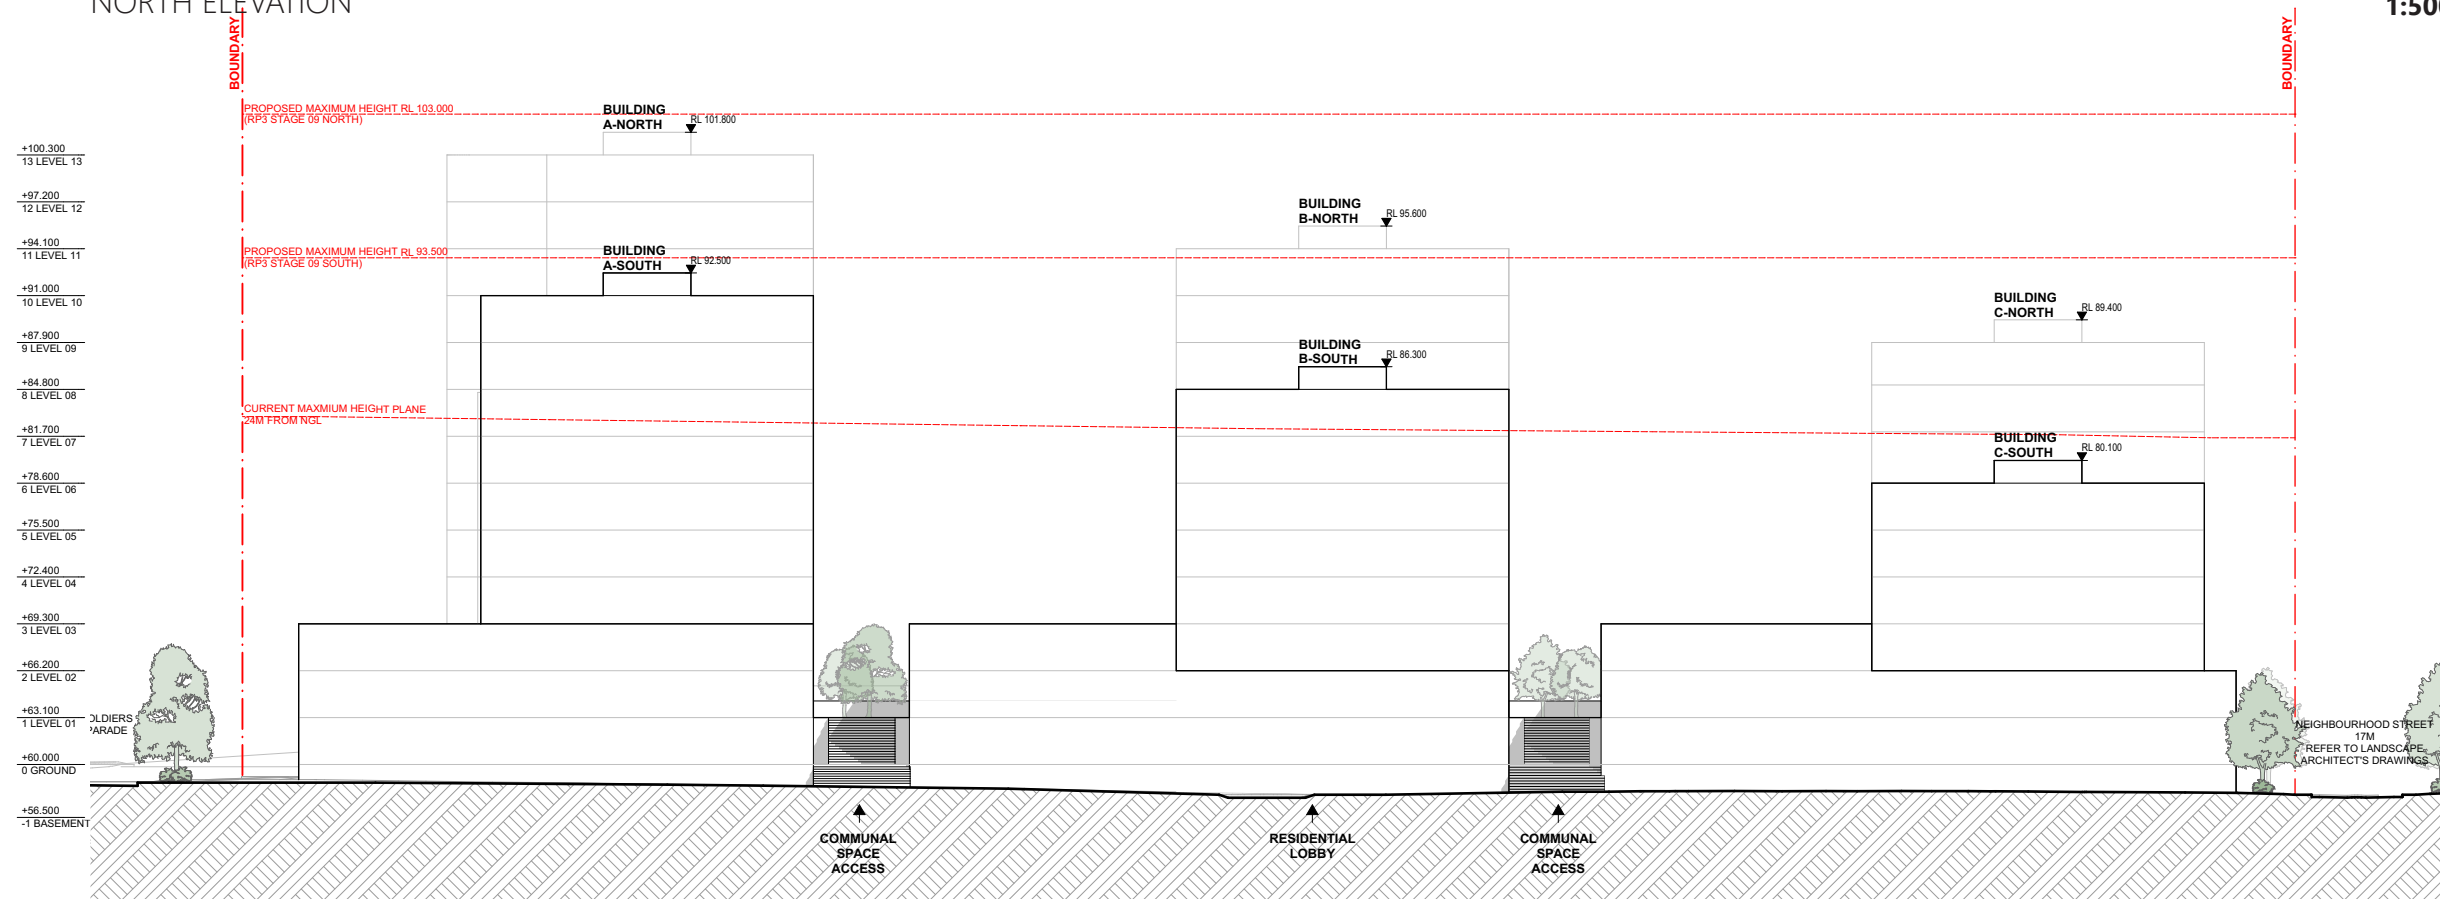 NORTH ELEVATION
BOUNDARY
BOUNDARY
PROPOSED MAXIMUM HEIGHT RL 103.000
(RP3 STAGE 09 NORTH)
BUILDING
A-NORTH
RL 101.800
+100.300
13 LEVEL 13
+97.200
12 LEVEL 12
BUILDING
B-NORTH
RL 95.600
+94.100
11 LEVEL 11
PROPOSED MAXIMUM HEIGHT RL 93.500
(RP3 STAGE 09 SOUTH)
BUILDING
A-SOUTH
RL 92.500
+91.000
10 LEVEL 10
BUILDING
C-NORTH
RL 89.400
+87.900
9 LEVEL 09
BUILDING
B-SOUTH
RL 86.300
+84.800
8 LEVEL 08
CURRENT MAXMIUM HEIGHT PLANE
24M FROM NGL
+81.700
7 LEVEL 07
BUILDING
C-SOUTH
RL 80.100
+78.600
6 LEVEL 06
+75.500
5 LEVEL 05
+72.400
4 LEVEL 04
+69.300
3 LEVEL 03
+66.200
2 LEVEL 02
+63.100
1 LEVEL 01
OLDIERS
PARADE
NEIGHBOURHOOD STREET
17M
REFER TO LANDSCAPE
ARCHITECT'S DRAWINGS
+60.000
0 GROUND
+56.500
-1 BASEMENT
COMMUNAL
SPACE
ACCESS
RESIDENTIAL
LOBBY
COMMUNAL
SPACE
ACCESS